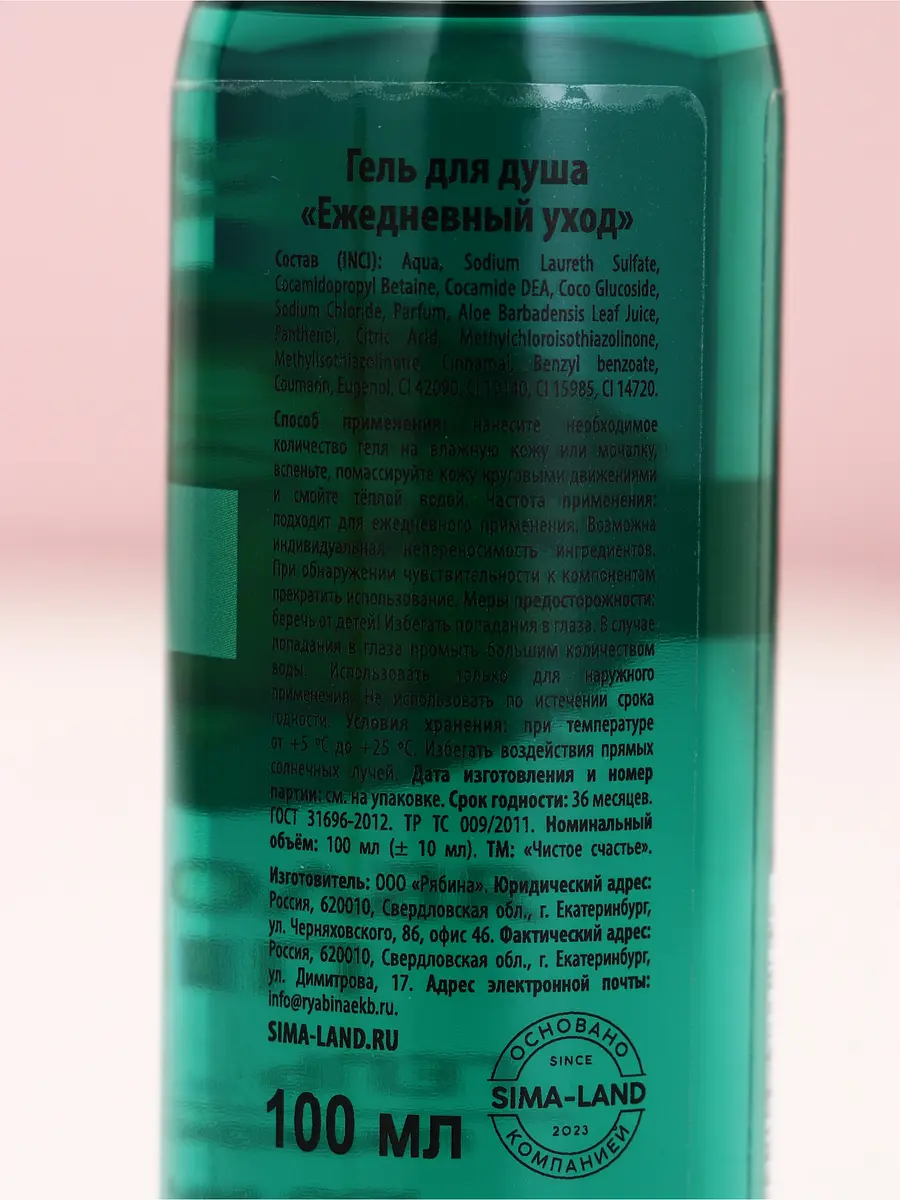 Гель для душа
«Ежедневный уход»
Состав (INCI): Aqua, Sodium Laureth Sulfate,
Cocamidopropyl Betaine, Cocamide DEA, Coco Glucoside,
Sodium Chloride, Parfum, Aloe Barbadensis Leaf Juice,
Panthenol, Citric Acid, Methylchloroisothiazolinone,
Methylisothiazolinone, Cinnamal, Benzyl benzoate,
Coumarin, Eugenol, CI 42090, CI 19140, CI 15985, CI 14720.
Способ применения: нанесите необходимое
количество геля на влажную кожу или мочалку,
вспеньте, помассируйте кожу круговыми движениями
и смойте тёплой водой. Частота применения:
подходит для ежедневного применения. Возможна
индивидуальная непереносимость ингредиентов.
При обнаружении чувствительности к компонентам
прекратить использование. Меры предосторожности:
беречь от детей! Избегать попадания в глаза. В случае
попадания в глаза промыть большим количеством
воды. Использовать только для наружного
применения. Не использовать по истечении срока
годности. Условия хранения: при температуре
от +5 °C до +25 °C. Избегать воздействия прямых
солнечных лучей. Дата изготовления и номер
партии: см. на упаковке. Срок годности: 36 месяцев.
ГОСТ 31696-2012. ТР ТС 009/2011. Номинальный
объём: 100 мл (± 10 мл). ТМ: «Чистое счастье».
Изготовитель: ООО «Рябина». Юридический адрес:
Россия, 620010, Свердловская обл., г. Екатеринбург,
ул. Черняховского, 86, офис 46. Фактический адрес:
Россия, 620010, Свердловская обл., г. Екатеринбург,
ул. Димитрова, 17. Адрес электронной почты:
info@ryabinaekb.ru.
SIMA-LAND.RU
100 мл
ОСНОВАНО
SINCE
SIMA-LAND
2023
КОМПАНИЕЙ